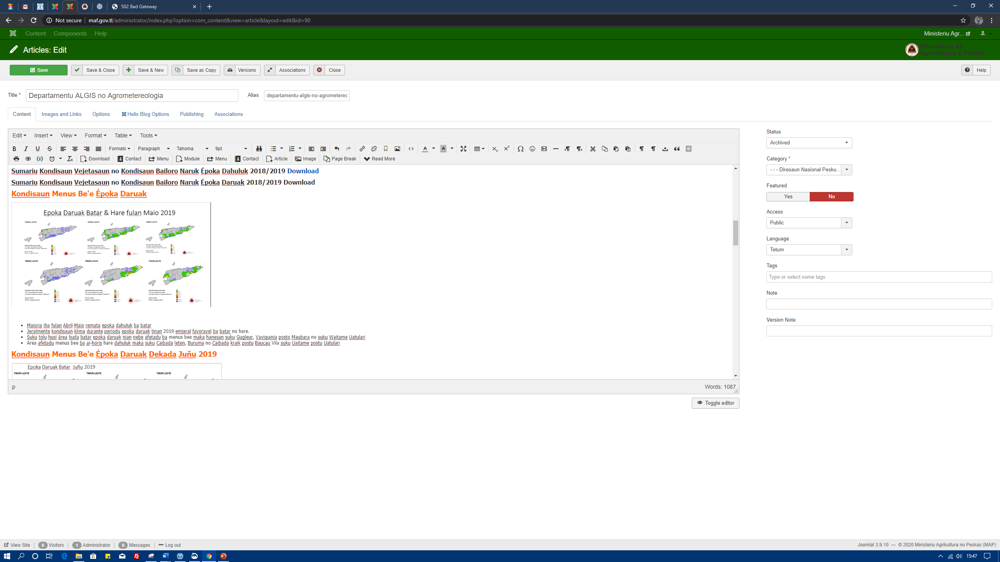 502 Bad Gateway
Not secure
maf.gov.tl/administrator/index.php?option=com_content&view=article&layout=edit&id=90
Content Components Help
Ministeriu Agr...
Articles: Edit
Ministério da
Agricultura e Pescas
Save
Save & Close
Save & New
Save as Copy
Versions
Associations
Close
Help
Title * Departamentu ALGIS no Agrometereologia
Alias departamentu-algis-no-agrometereo
Content Images and Links Options Helix Blog Options Publishing Associations
Edit Insert View Format Table Tools
Formats Paragraph Tahoma 9pt
Download Contact Menu Module Menu Contact Article Image Page Break Read More
Sumariu Kondisaun Vejetasaun no Kondisaun Bailoro Naruk Époka Dahuluk 2018/2019 Download
Sumariu Kondisaun Vejetasaun no Kondisaun Bailoro Naruk Époka Daruak 2018/2019 Download
Kondisaun Menus Be'e Époka Daruak
Epoka Daruak Batar & Hare fulan Maio 2019
TIMOR-LESTE TIMOR-LESTE TIMOR-LESTE
TIMOR-LESTE TIMOR-LESTE TIMOR-LESTE
Maioria iha fulan Abril-Maio remata epoka dahuluk ba batar
Jeralmente kondisaun klima durante periodu epoka daruak tinan 2019 emjeral favoravel ba batar no hare.
Suku tolu husi área kuda batar epoka daruak nian nebe afetadu ba menus bee maka hanesan suku Gugleur, Vaviquinia posto Maubara no suku Waitame Uatulari
Area afetadu menus bee ba ai-horis hare dahuluk maka suku Caibada leten, Buruma no Caibada kraik postu Baucau Vila suku Uaitame postu Uatulari
Kondisaun Menus Be'e Époka Daruak Dekada Juñu 2019
Epoka Daruak Batar Juñu 2019
TIMOR-LESTE TIMOR-LESTE TIMOR-LESTE
p
Words: 1087
Toggle editor
Status
Archived
Category *
- - - Diresaun Nasional Pesku...
Featured
Yes No
Access
Public
Language
Tetum
Tags
Type or select some tags
Note
Version Note
View Site 0 Visitors 1 Administrator 0 Messages Log out
Joomla! 3.9.10 — © 2020 Ministeriu Agrikultura no Peskas (MAP)
15:47